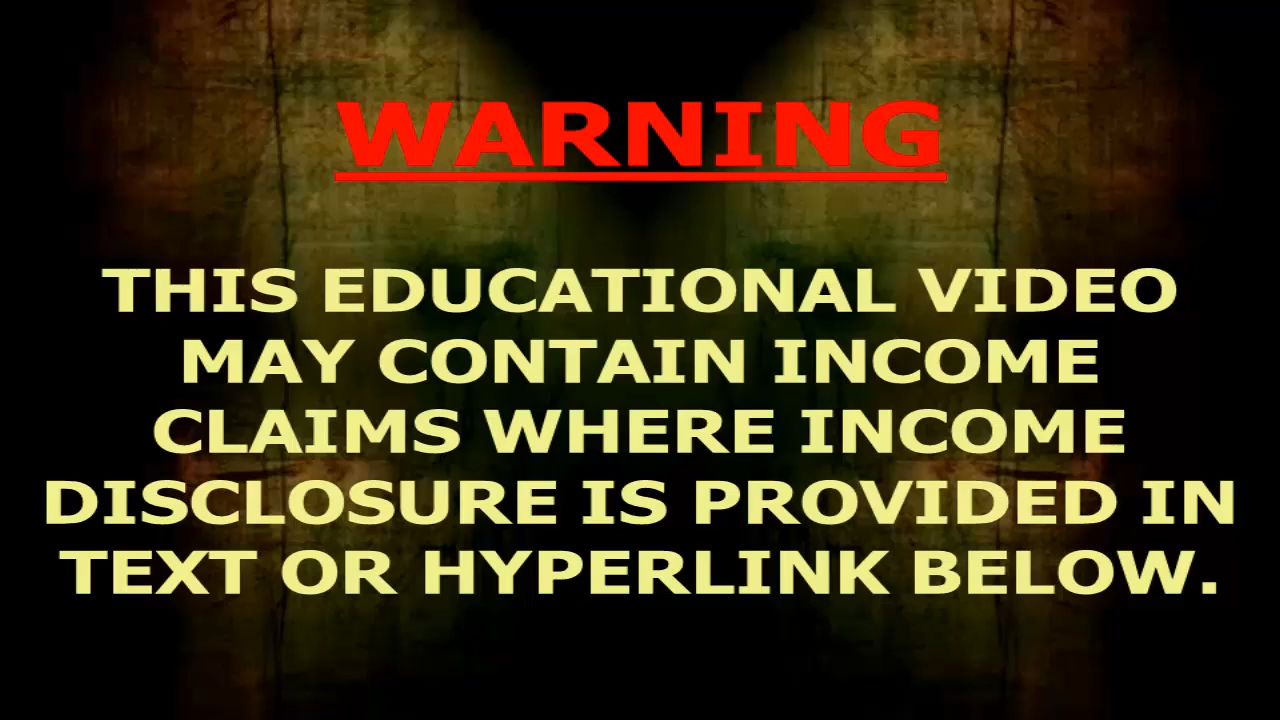 WARNING
THIS EDUCATIONAL VIDEO
MAY CONTAIN INCOME
CLAIMS WHERE INCOME
DISCLOSURE IS PROVIDED IN
TEXT OR HYPERLINK BELOW.